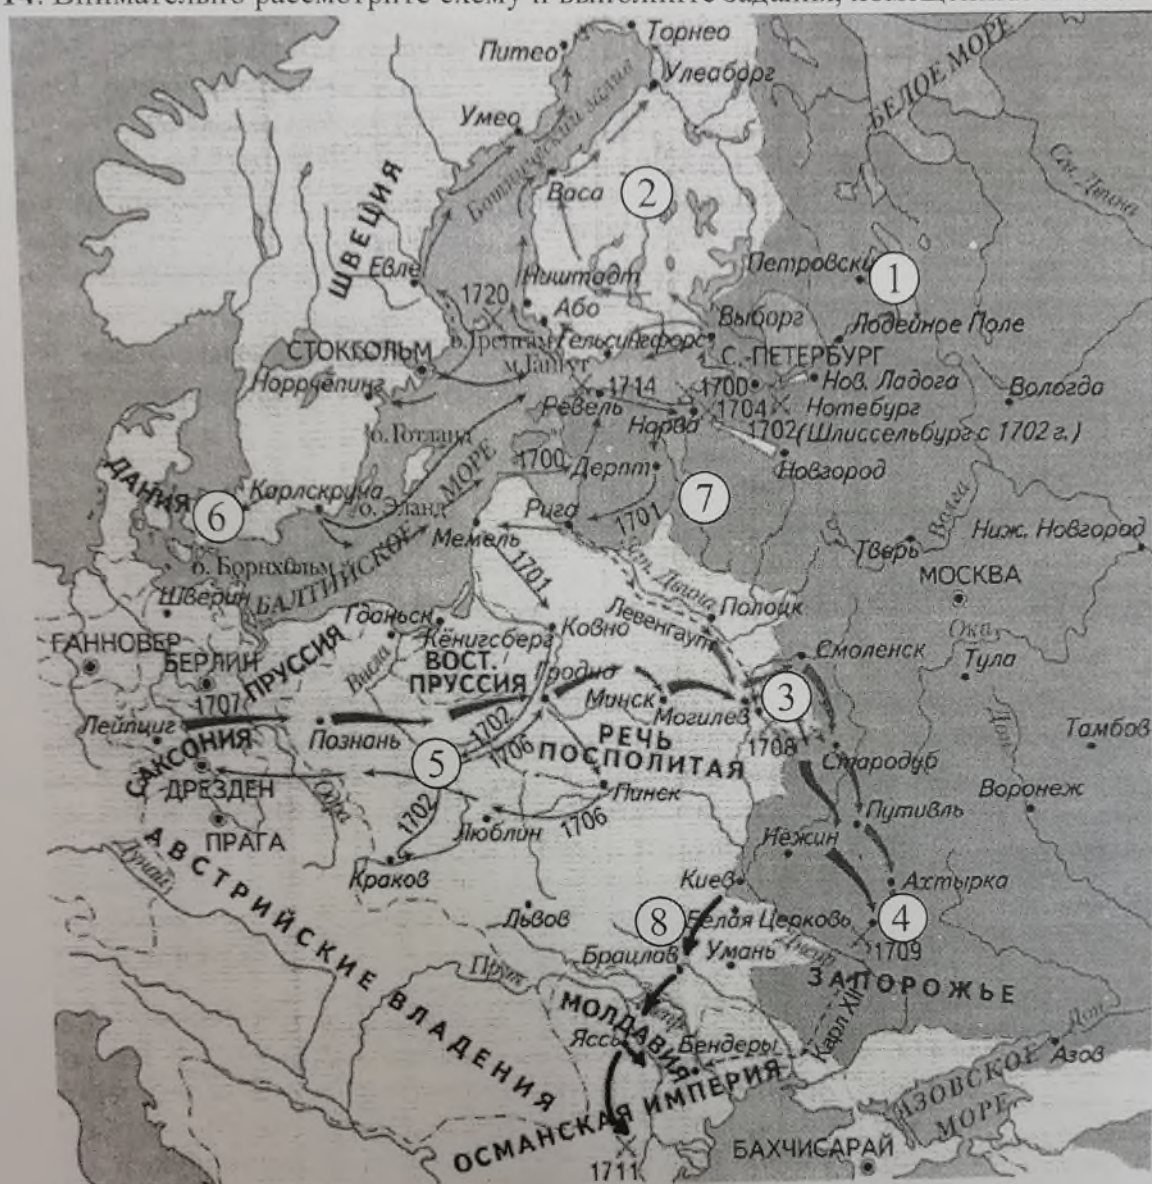 14. Внимательно рассмотрите схему и выполните задания,
Питео
Торнео
Улеаборг
БЕЛОЕ МОРЕ
Умео
Ботнический залив
Сев. Двина
Васа
2
ШВЕЦИЯ
Евле
Ништадт
Петровски
1
1720
Або
Выборг
Лодейное Поле
о. Гренгам
Гельсингфорс
СТОКГОЛЬМ
м. Гангут
С.-ПЕТЕРБУРГ
Норрчёпинг
1714
1700
Нов. Ладога
Вологда
Ревель
1704
Нотебург
Нарва
1702 (Шлиссельбург с 1702 г.)
о. Готланд
Новгород
ДАНИЯ
МОРЕ
1700
Дерпт
6
Карлскруна
о. Эланд
7
Рига
1701
Волга
Ниж. Новгород
Мемель
Тверь
о. Борнхольм
БАЛТИЙСКОЕ
1701
МОСКВА
Шверин
Зап. Двина
Полоцк
Гданьск
Левенгаупт
ГАННОВЕР
Кёнигсберг
Ковно
Ока
БЕРЛИН
ПРУССИЯ
Висла
ВОСТ.
ПРУССИЯ
Смоленск
Тула
Гродно
1707
Минск
3
Лейпциг
Могилев
Дон
САКСОНИЯ
Познань
1702
РЕЧЬ
ПОСПОЛИТАЯ
1708
Тамбов
5
1706
Стародуб
ДРЕЗДЕН
Одра
Пинск
Воронеж
1702
Путивль
ПРАГА
Люблин
1706
Нежин
Дунай
Краков
Киев
Ахтырка
АВСТРИЙСКИЕ ВЛАДЕНИЯ
Львов
8
Белая Церковь
4
Брацлав
Умань
Днепр
1709
Прут
ЗАПОРОЖЬЕ
МОЛДАВИЯ
Карл XII
Яссы
Бендеры
Дон
Азов
ОСМАНСКАЯ ИМПЕРИЯ
АЗОВСКОЕ
МОРЕ
БАХЧИСАРАЙ
1711